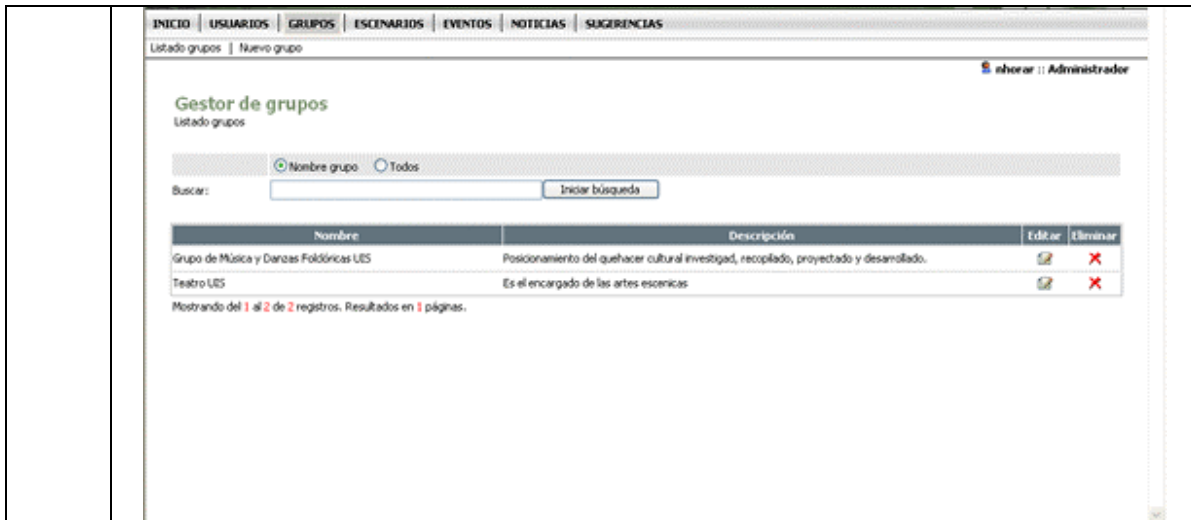 INICIO | USUARIOS | GRUPOS | ESCENARIOS | EVENTOS | NOTICIAS | SUGERENCIAS
Listado grupos | Nuevo grupo
nhorar :: Administrador
Gestor de grupos
Listado grupos
Nombre grupo Todos
Buscar: Iniciar búsqueda
Nombre Descripción Editar Eliminar
Grupo de Música y Danzas Foldóricas UES Posicionamiento del quehacer cultural investigad, recopilado, proyectado y desarrollado.
Teatro UES Es el encargado de las artes escenicas
Mostrando del 1 al 2 de 2 registros. Resultados en 1 páginas.